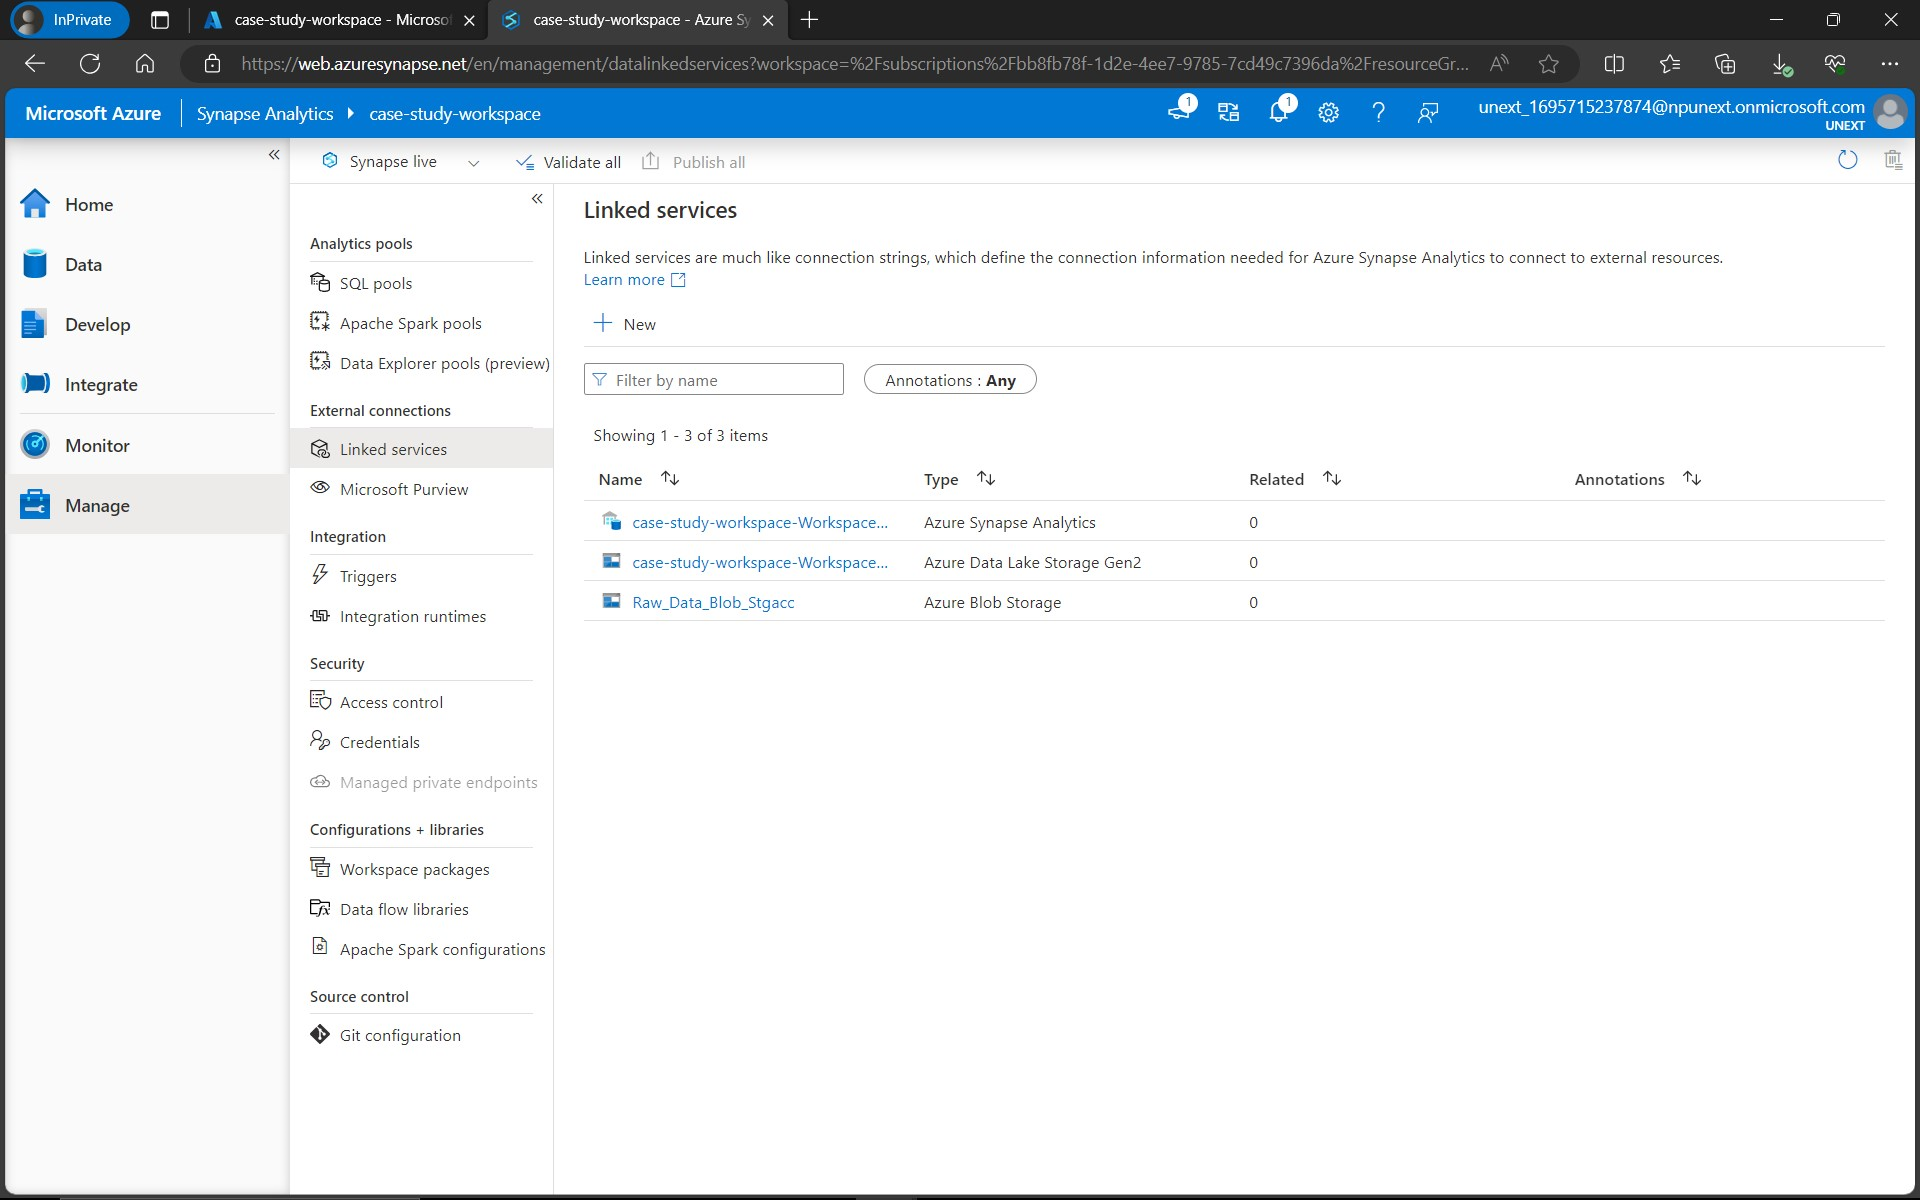 InPrivate
case-study-workspace - Microso
case-study-workspace - Azure Sy
https://web.azuresynapse.net/en/management/datalinkedservices?workspace=%2Fsubscriptions%2Fbb8fb78f-1d2e-4ee7-9785-7cd49c7396da%2FresourceGr...
Microsoft Azure
Synapse Analytics
case-study-workspace
1
1
unext_1695715237874@npunext.onmicrosoft.com
UNEXT
Synapse live
Validate all
Publish all
Home
Data
Develop
Integrate
Monitor
Manage
Analytics pools
SQL pools
Apache Spark pools
Data Explorer pools (preview)
External connections
Linked services
Microsoft Purview
Integration
Triggers
Integration runtimes
Security
Access control
Credentials
Managed private endpoints
Configurations + libraries
Workspace packages
Data flow libraries
Apache Spark configurations
Source control
Git configuration
Linked services
Linked services are much like connection strings, which define the connection information needed for Azure Synapse Analytics to connect to external resources.
Learn more
New
Filter by name
Annotations : Any
Showing 1 - 3 of 3 items
Name Type Related Annotations
case-study-workspace-Workspace... Azure Synapse Analytics 0
case-study-workspace-Workspace... Azure Data Lake Storage Gen2 0
Raw_Data_Blob_Stgacc Azure Blob Storage 0